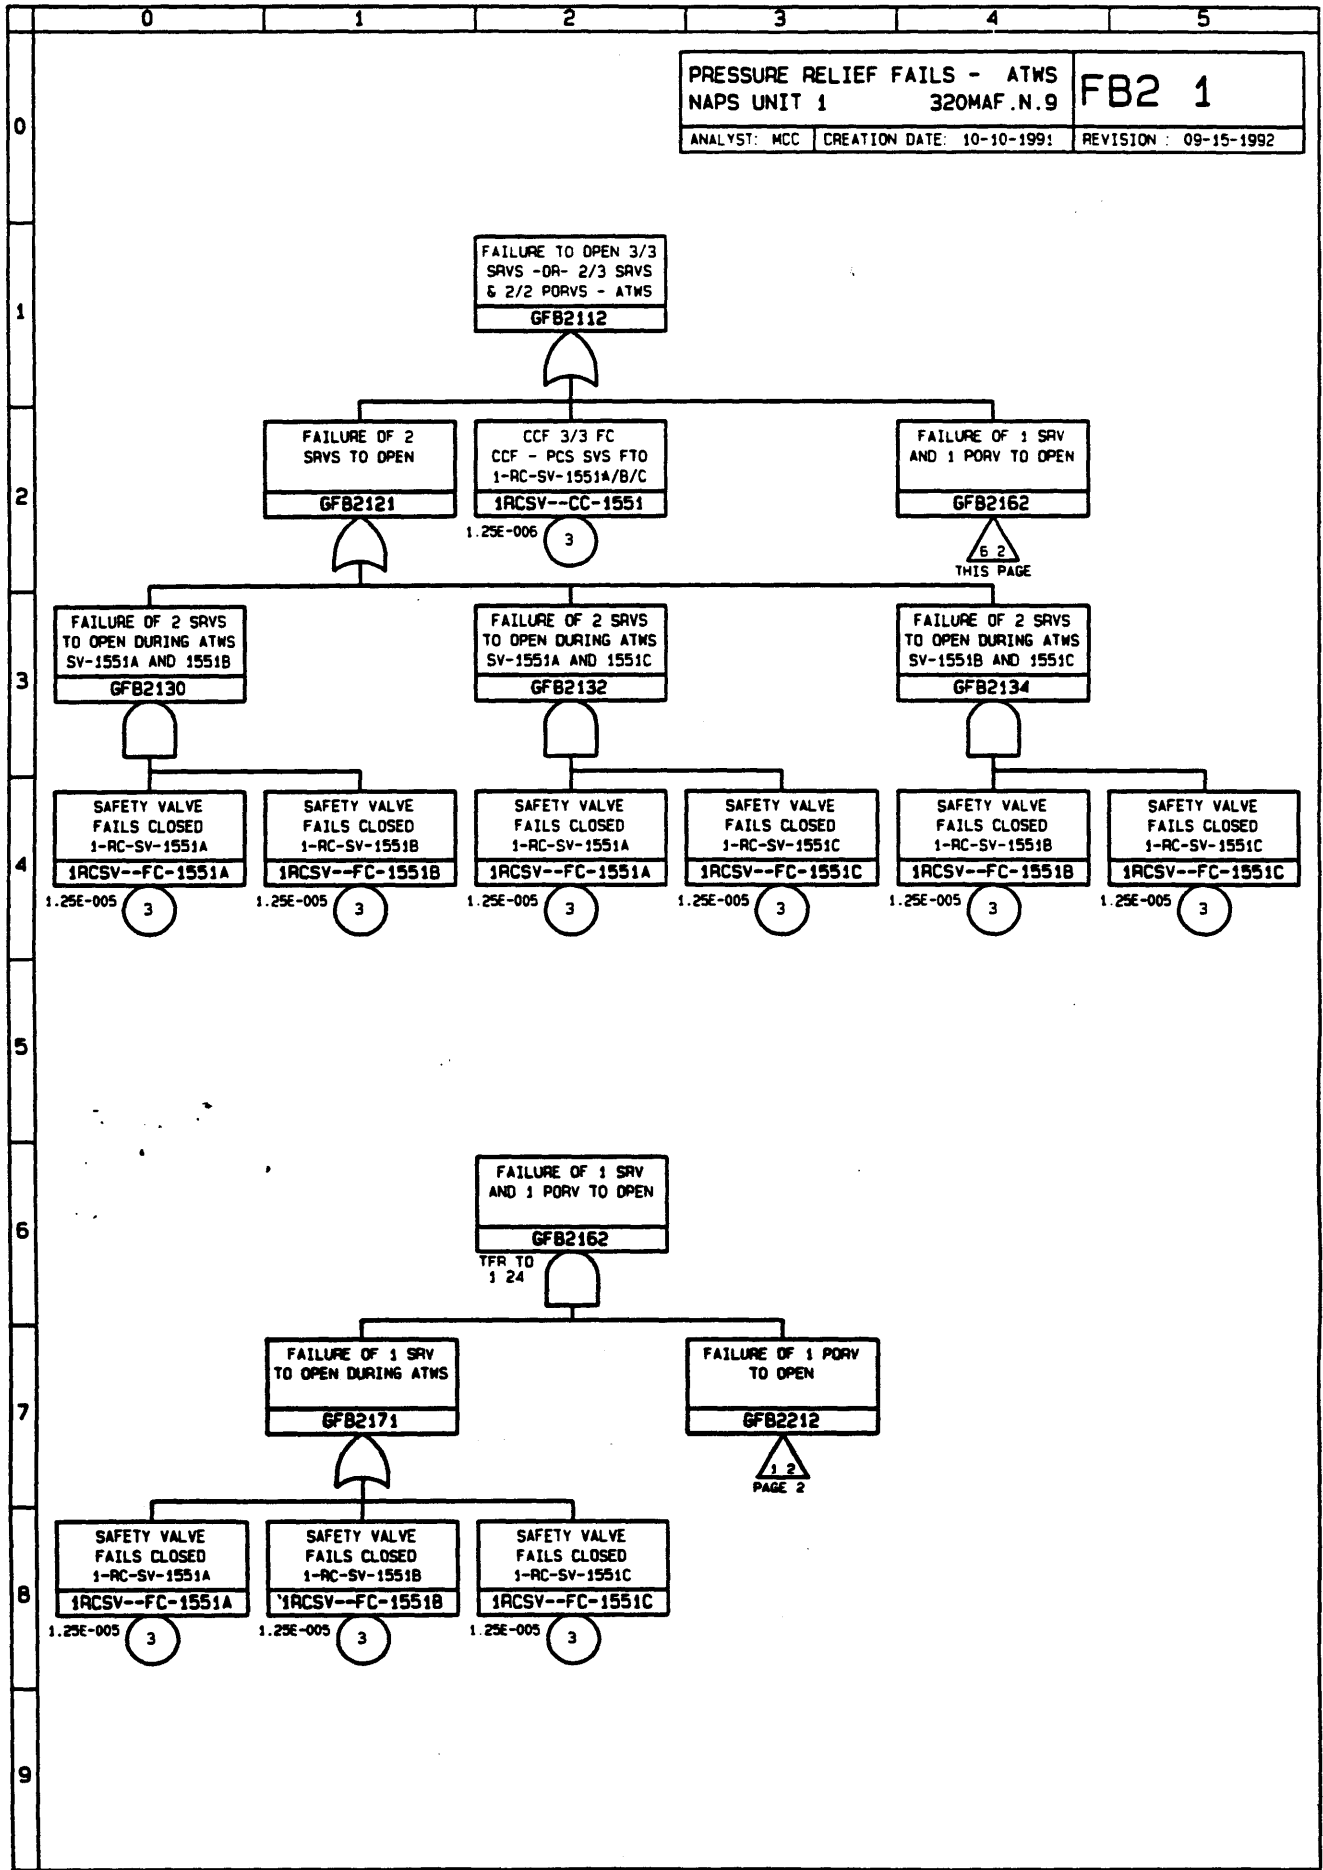 0 1 2 3 4 5
PRESSURE RELIEF FAILS - ATWS
NAPS UNIT 1 320MAF.N.9
FB2 1
ANALYST: MCC CREATION DATE: 10-10-1991 REVISION : 09-15-1992
0
FAILURE TO OPEN 3/3
SRVS -OR- 2/3 SRVS
& 2/2 PORVS - ATWS
GFB2112
1
FAILURE OF 2
SRVS TO OPEN
GFB2121
CCF 3/3 FC
CCF - PCS SVS FTO
1-RC-SV-1551A/B/C
1RCSV--CC-1551
1.25E-006
3
FAILURE OF 1 SRV
AND 1 PORV TO OPEN
GFB2162
6 2
THIS PAGE
2
FAILURE OF 2 SRVS
TO OPEN DURING ATWS
SV-1551A AND 1551B
GFB2130
FAILURE OF 2 SRVS
TO OPEN DURING ATWS
SV-1551A AND 1551C
GFB2132
FAILURE OF 2 SRVS
TO OPEN DURING ATWS
SV-1551B AND 1551C
GFB2134
3
SAFETY VALVE
FAILS CLOSED
1-RC-SV-1551A
1RCSV--FC-1551A
1.25E-005
3
SAFETY VALVE
FAILS CLOSED
1-RC-SV-1551B
1RCSV--FC-1551B
1.25E-005
3
SAFETY VALVE
FAILS CLOSED
1-RC-SV-1551A
1RCSV--FC-1551A
1.25E-005
3
SAFETY VALVE
FAILS CLOSED
1-RC-SV-1551C
1RCSV--FC-1551C
1.25E-005
3
SAFETY VALVE
FAILS CLOSED
1-RC-SV-1551B
1RCSV--FC-1551B
1.25E-005
3
SAFETY VALVE
FAILS CLOSED
1-RC-SV-1551C
1RCSV--FC-1551C
1.25E-005
3
4
5
FAILURE OF 1 SRV
AND 1 PORV TO OPEN
GFB2162
TFR TO
1 24
6
FAILURE OF 1 SRV
TO OPEN DURING ATWS
GFB2171
FAILURE OF 1 PORV
TO OPEN
GFB2212
1 2
PAGE 2
7
SAFETY VALVE
FAILS CLOSED
1-RC-SV-1551A
1RCSV--FC-1551A
1.25E-005
3
SAFETY VALVE
FAILS CLOSED
1-RC-SV-1551B
1RCSV--FC-1551B
1.25E-005
3
SAFETY VALVE
FAILS CLOSED
1-RC-SV-1551C
1RCSV--FC-1551C
1.25E-005
3
8
9